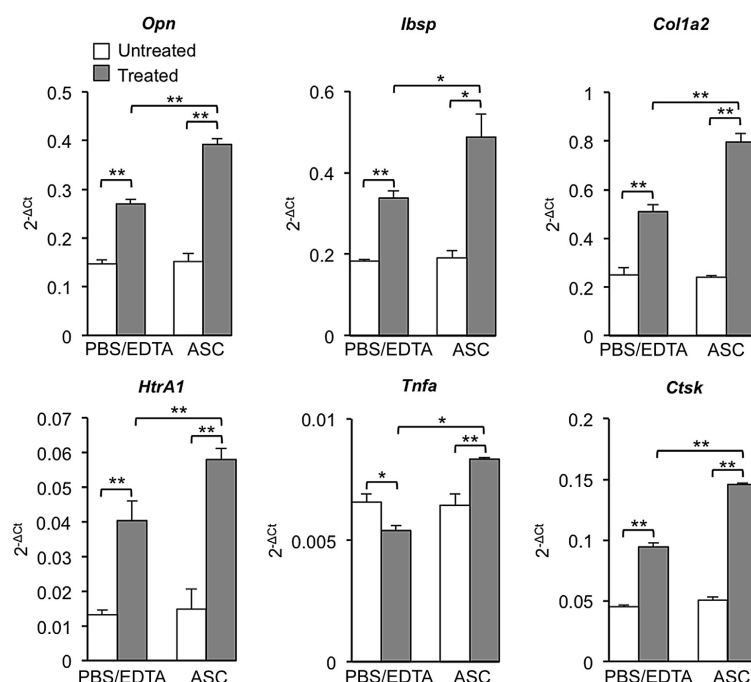 Opn
Ibsp
Col1a2
Untreated
Treated
0.5
0.4
0.3
0.2
0.1
0
2-ΔCt
** ** **
PBS/EDTA ASC
0.6
0.4
0.2
0
2-ΔCt
** * *
PBS/EDTA ASC
1
0.8
0.6
0.4
0.2
0
2-ΔCt
** ** **
PBS/EDTA ASC
HtrA1
Tnfa
Ctsk
0.07
0.06
0.05
0.04
0.03
0.02
0.01
0
2-ΔCt
** ** **
PBS/EDTA ASC
0.01
0.005
0
2-ΔCt
* * **
PBS/EDTA ASC
0.2
0.15
0.1
0.05
0
2-ΔCt
** ** **
PBS/EDTA ASC